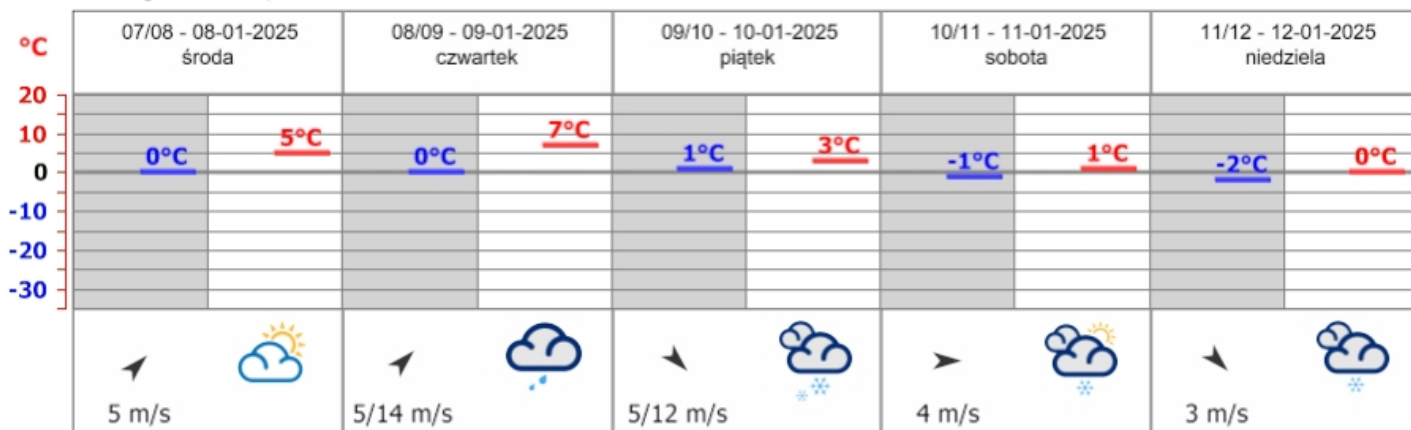 °C
07/08 - 08-01-2025
środa
08/09 - 09-01-2025
czwartek
09/10 - 10-01-2025
piątek
10/11 - 11-01-2025
sobota
11/12 - 12-01-2025
niedziela
20
10
0
-10
-20
-30
0°C
5°C
0°C
7°C
1°C
3°C
-1°C
1°C
-2°C
0°C
5 m/s
5/14 m/s
5/12 m/s
4 m/s
3 m/s